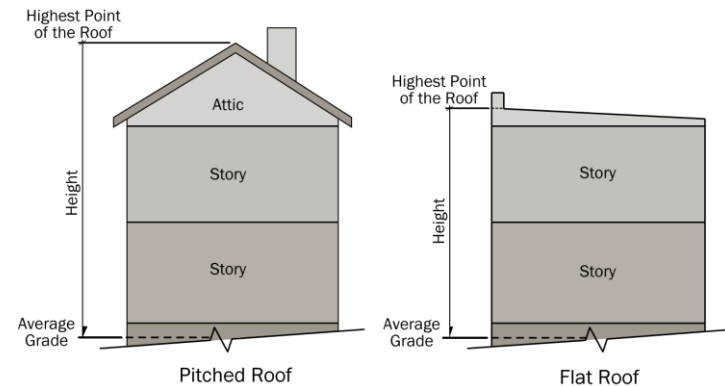 Highest Point
of the Roof
Attic
Story
Height
Story
Average
Grade
Pitched Roof
Highest Point
of the Roof
Story
Height
Story
Average
Grade
Flat Roof